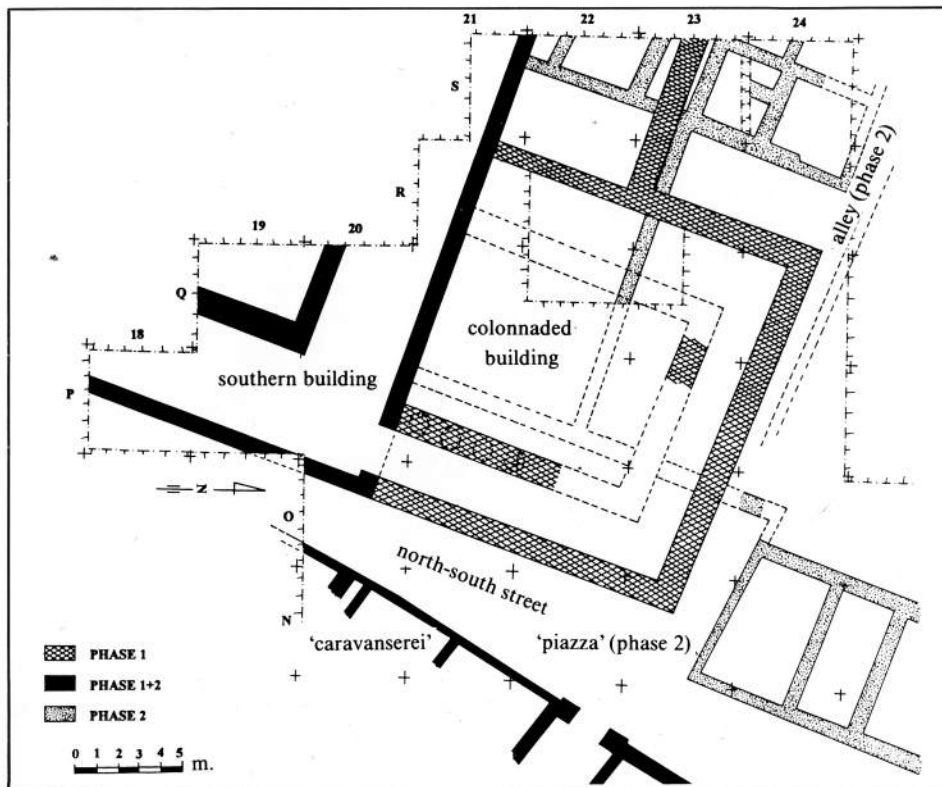 21
22
23
24
S
R
alley (phase 2)
19
20
Q
18
colonnaded
building
southern building
P
N
O
north-south street
N
'caravanserei'
'piazza' (phase 2)
PHASE 1
PHASE 1+2
PHASE 2
0 1 2 3 4 5 m.